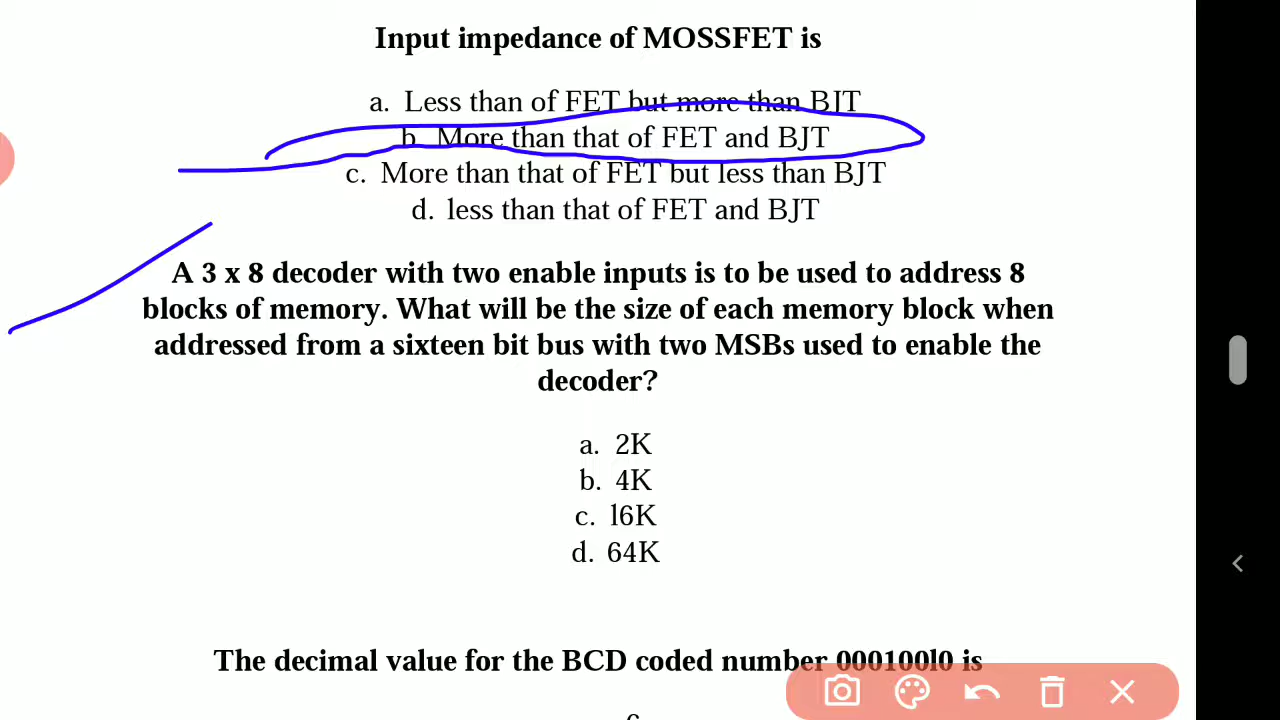 Input impedance of MOSSFET is
a. Less than of FET but more than BJT
b. More than that of FET and BJT
c. More than that of FET but less than BJT
d. less than that of FET and BJT
A 3 x 8 decoder with two enable inputs is to be used to address 8
blocks of memory. What will be the size of each memory block when
addressed from a sixteen bit bus with two MSBs used to enable the
decoder?
a. 2K
b. 4K
c. l6K
d. 64K
The decimal value for the BCD coded number 000100l0 is